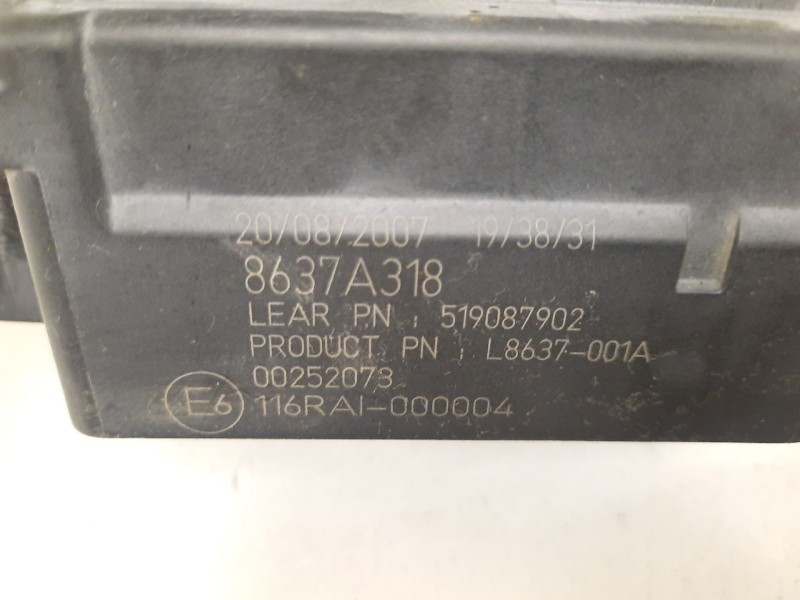 20/08/2007 19/38/31
8637A318
LEAR PN : 519087902
PRODUCT PN : L8637-001A
00252073
E6 116RAI-000004